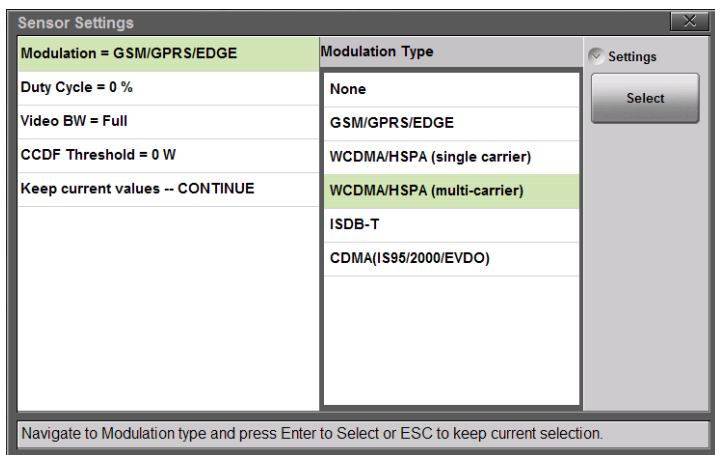 Sensor Settings
Modulation = GSM/GPRS/EDGE
Duty Cycle = 0 %
Video BW = Full
CCDF Threshold = 0 W
Keep current values -- CONTINUE
Modulation Type
None
GSM/GPRS/EDGE
WCDMA/HSPA (single carrier)
WCDMA/HSPA (multi-carrier)
ISDB-T
CDMA(IS95/2000/EVDO)
Settings
Select
Navigate to Modulation type and press Enter to Select or ESC to keep current selection.